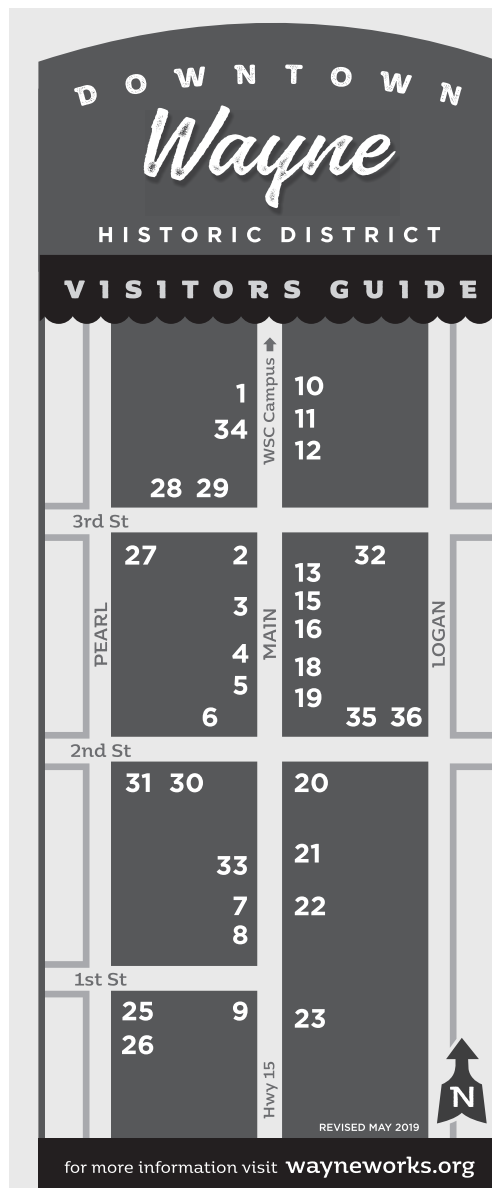 DOWNTOWN
Wayne
HISTORIC DISTRICT
VISITORS GUIDE
WSC Campus
1
10
34
11
12
28 29
3rd St
27
2
32
13
3
15
16
PEARL
MAIN
LOGAN
4
18
5
19
6
35 36
2nd St
31 30
20
33
21
7
22
8
1st St
25
9
23
26
Hwy 15
N
REVISED MAY 2019
for more information visit wayneworks.org